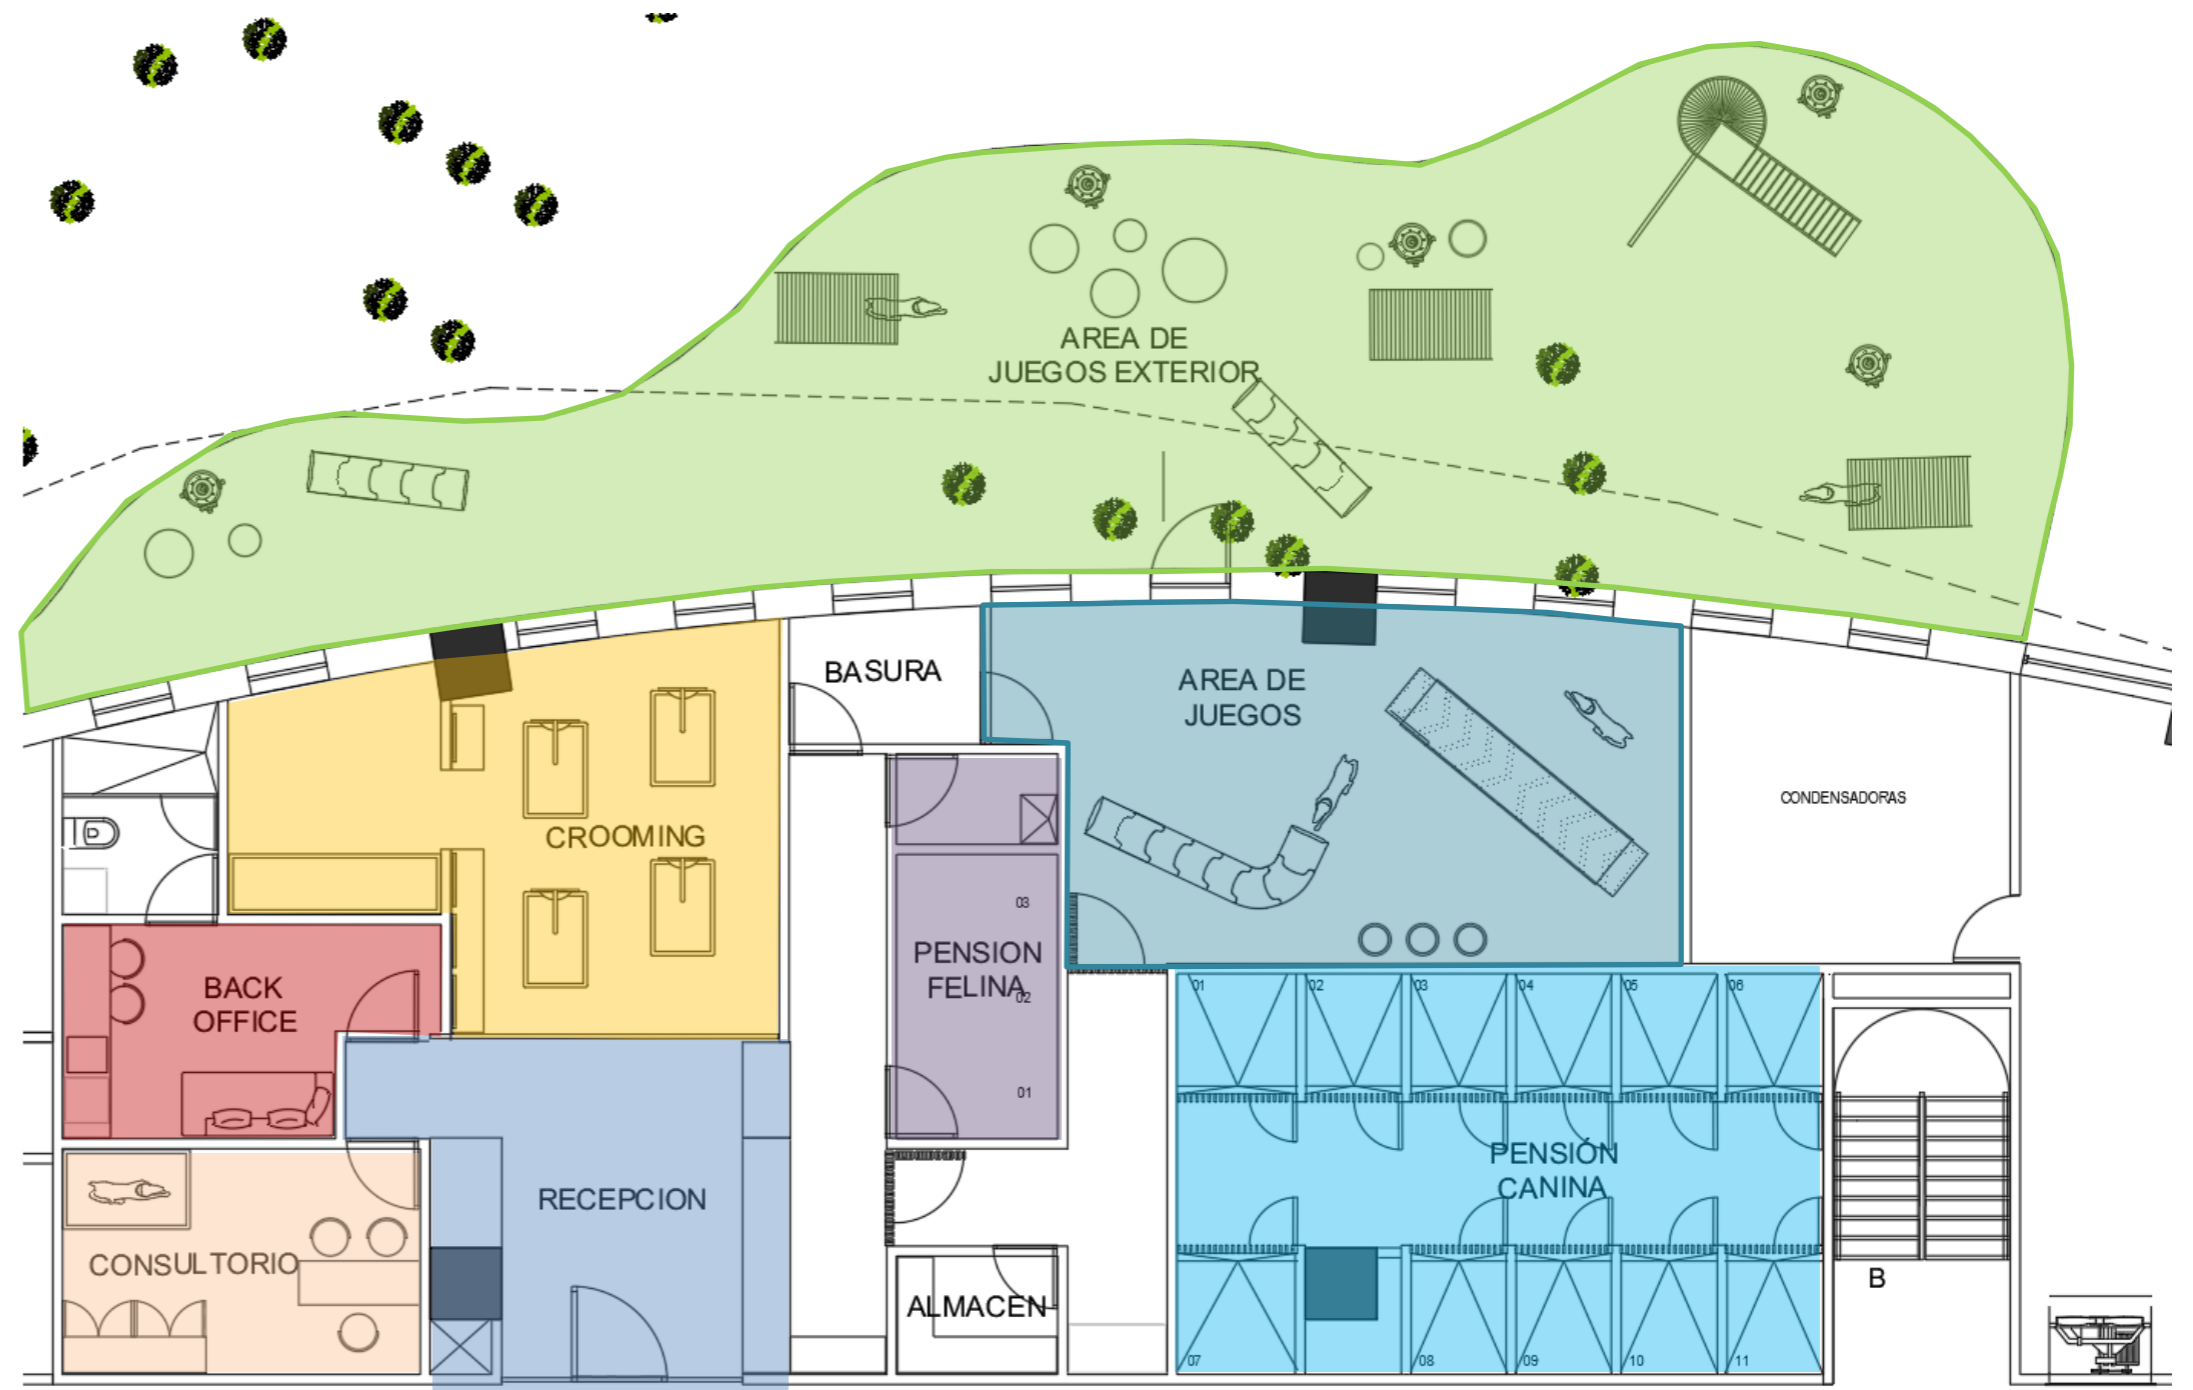 AREA DE
JUEGOS EXTERIOR
BASURA
AREA DE
JUEGOS
CONDENSADORAS
CROOMING
03
PENSION
FELINA
02
01
BACK
OFFICE
01
02
03
04
05
06
PENSIÓN
CANINA
RECEPCION
CONSULTORIO
ALMACEN
B
07
08
09
10
11